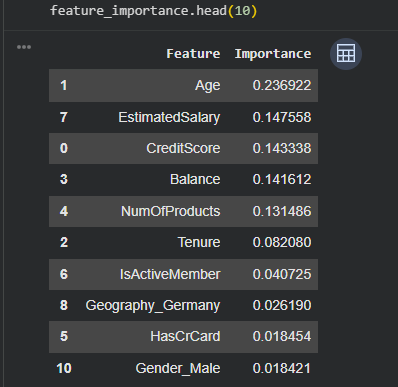 feature_importance.head(10)
Feature Importance
1 Age 0.236922
7 EstimatedSalary 0.147558
0 CreditScore 0.143338
3 Balance 0.141612
4 NumOfProducts 0.131486
2 Tenure 0.082080
6 IsActiveMember 0.040725
8 Geography_Germany 0.026190
5 HasCrCard 0.018454
10 Gender_Male 0.018421